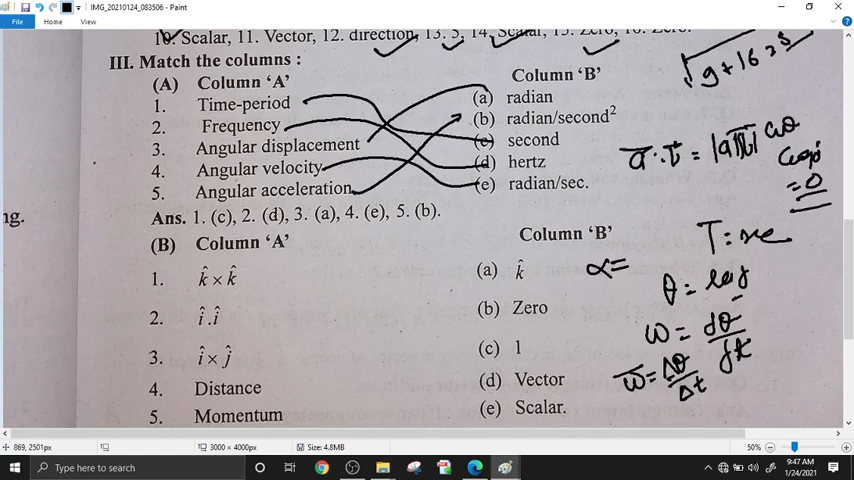 IMG_20210124_083506 - Paint
File Home View
10. Scalar, 11. Vector, 12. direction, 13. 5, 14. Scalar, 15. Zero, 16. Zero.
III. Match the columns :
(A) Column ‘A’ Column ‘B’
1. Time-period (a) radian
2. Frequency (b) radian/second²
3. Angular displacement (c) second
4. Angular velocity (d) hertz
5. Angular acceleration (e) radian/sec.
ng.
Ans. 1. (c), 2. (d), 3. (a), 4. (e), 5. (b).
(B) Column ‘A’ Column ‘B’
1. k̂ × k̂ (a) k̂
2. î.î (b) Zero
3. î × ĵ (c) 1
4. Distance (d) Vector
5. Momentum (e) Scalar.
√9+16 25
= 0
T = sec
α =
θ = rad
ω = dθ/dt
ω̄ = Δθ/Δt
869, 2501px 3000 × 4000px Size: 4.8MB 50%
Type here to search
9:47 AM
1/24/2021